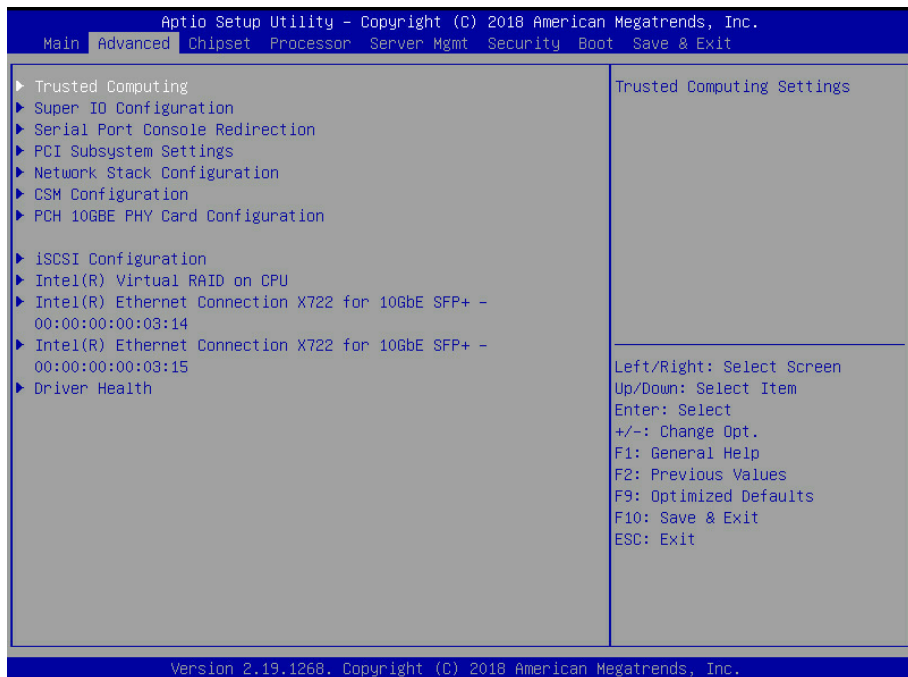 Aptio Setup Utility – Copyright (C) 2018 American Megatrends, Inc.
Main Advanced Chipset Processor Server Mgmt Security Boot Save & Exit
Trusted Computing
Super IO Configuration
Serial Port Console Redirection
PCI Subsystem Settings
Network Stack Configuration
CSM Configuration
PCH 10GBE PHY Card Configuration
iSCSI Configuration
Intel(R) Virtual RAID on CPU
Intel(R) Ethernet Connection X722 for 10GbE SFP+ –
00:00:00:00:03:14
Intel(R) Ethernet Connection X722 for 10GbE SFP+ –
00:00:00:00:03:15
Driver Health
Trusted Computing Settings
Left/Right: Select Screen
Up/Down: Select Item
Enter: Select
+/-: Change Opt.
F1: General Help
F2: Previous Values
F9: Optimized Defaults
F10: Save & Exit
ESC: Exit
Version 2.19.1268. Copyright (C) 2018 American Megatrends, Inc.